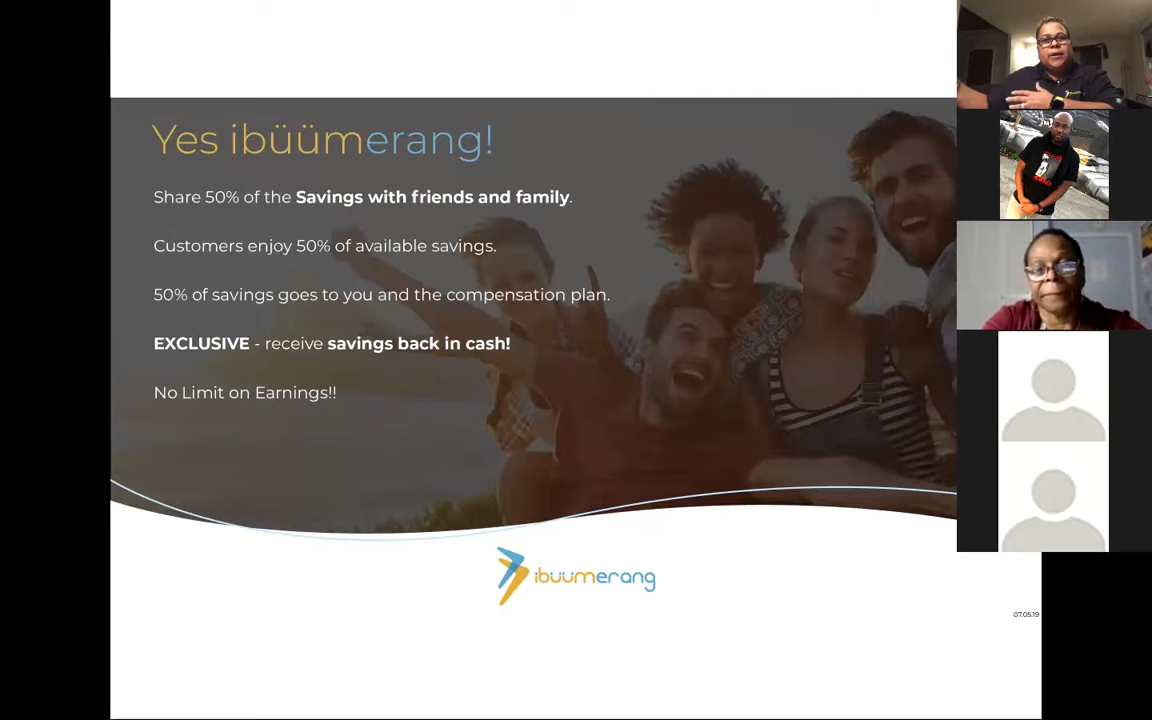 Yes ibüümerang!
Share 50% of the Savings with friends and family.
Customers enjoy 50% of available savings.
50% of savings goes to you and the compensation plan.
EXCLUSIVE - receive savings back in cash!
No Limit on Earnings!!
ibüümerang
07.05.19